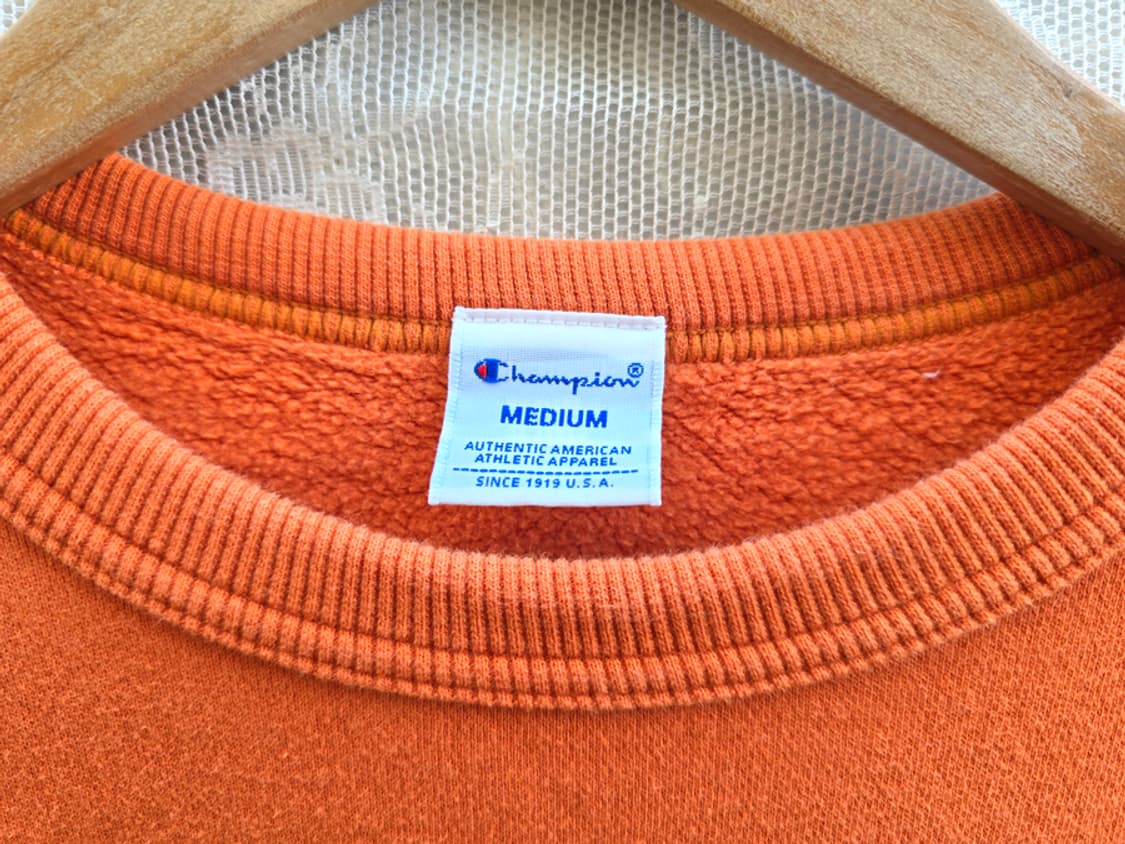 Champion®
MEDIUM
AUTHENTIC AMERICAN
ATHLETIC APPAREL
SINCE 1919 U.S.A.